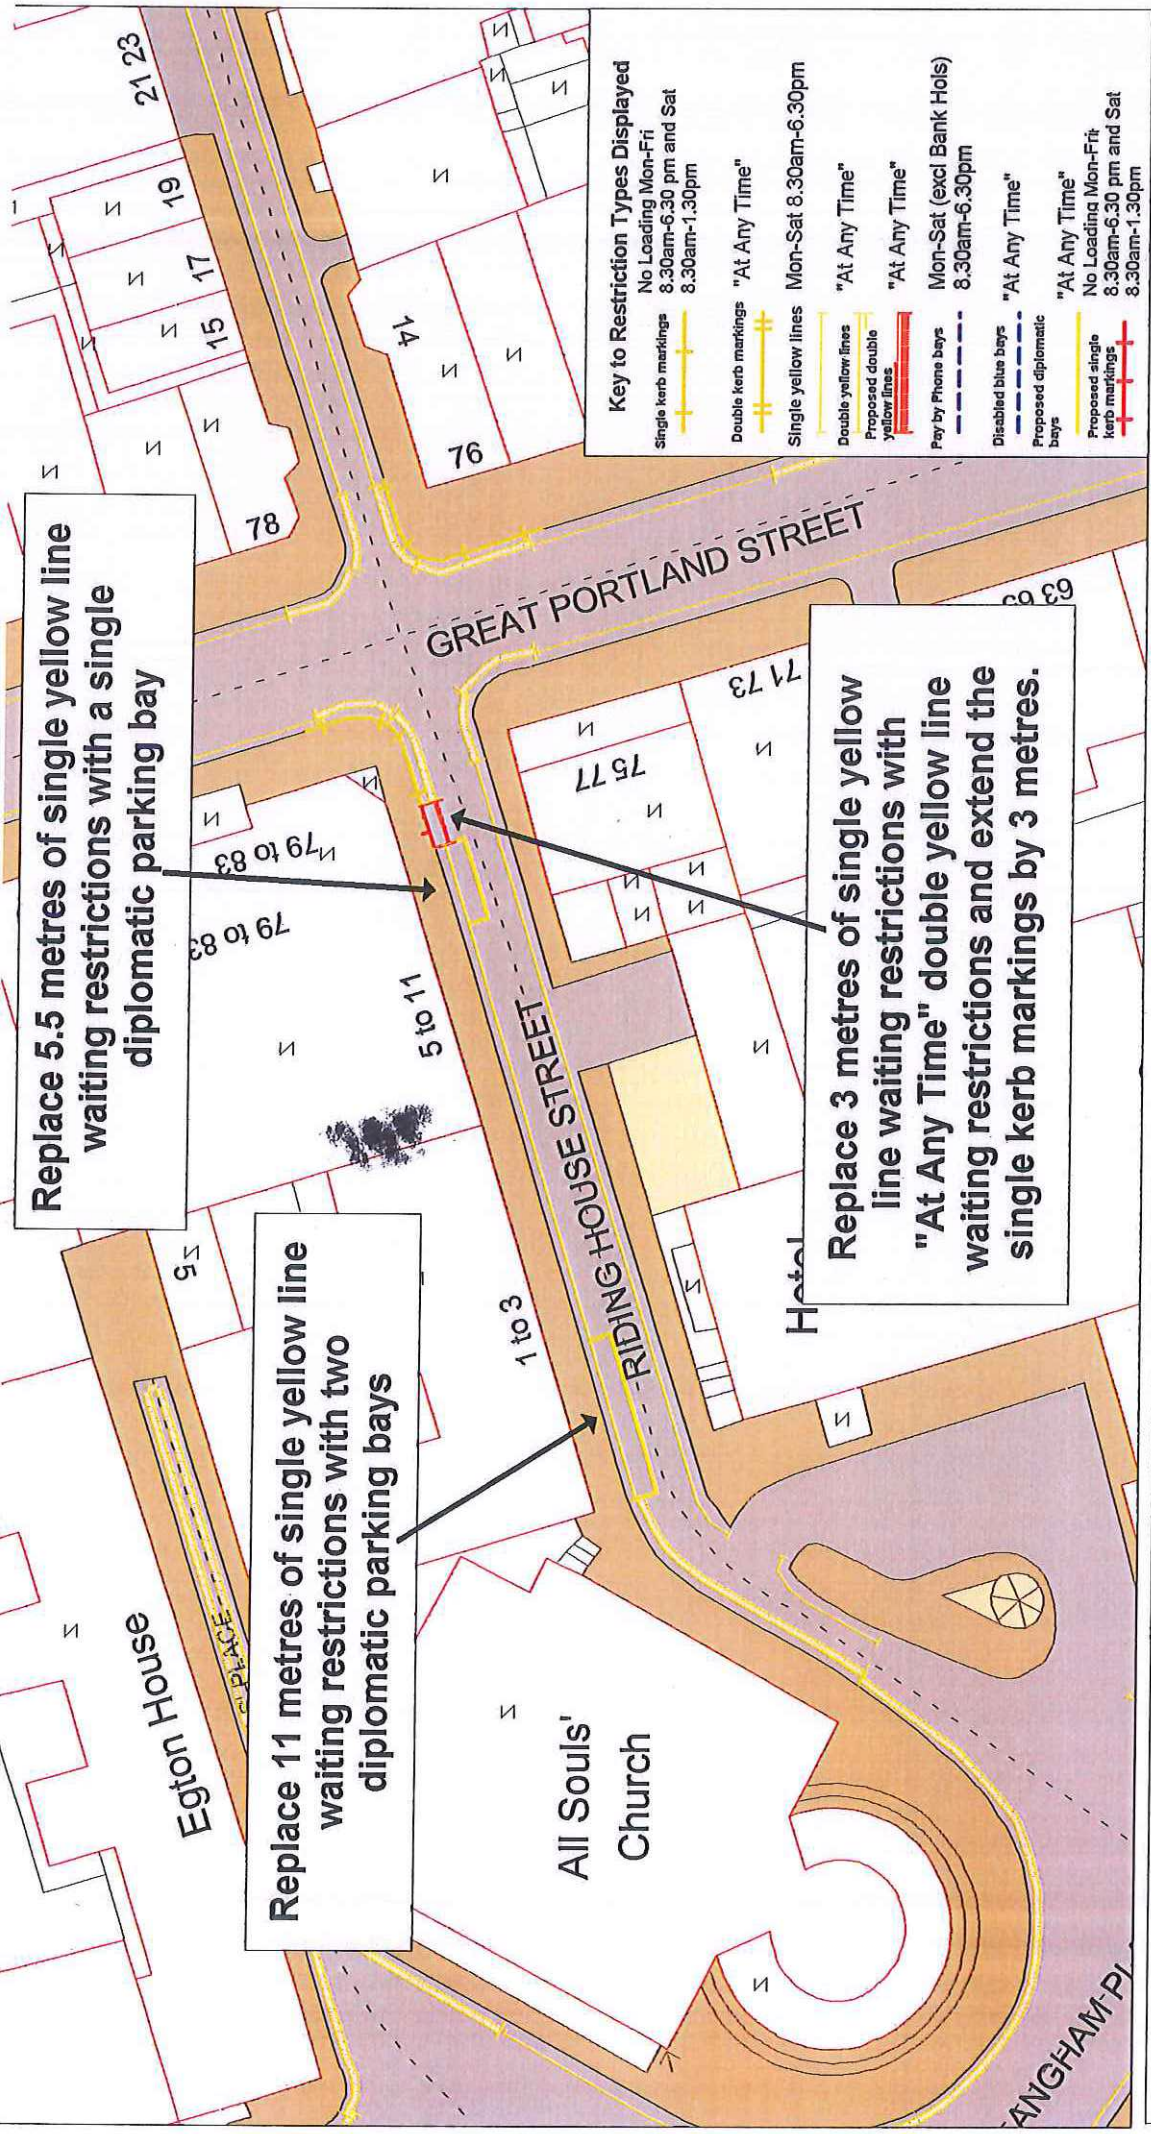 Replace 5.5 metres of single yellow line
waiting restrictions with a single
diplomatic parking bay
Replace 11 metres of single yellow line
waiting restrictions with two
diplomatic parking bays
Replace 3 metres of single yellow
line waiting restrictions with
"At Any Time" double yellow line
waiting restrictions and extend the
single kerb markings by 3 metres.
Egton House
PLACE
All Souls'
Church
ANGHAM PL
RIDING HOUSE STREET
GREAT PORTLAND STREET
Hotel
5
1 to 3
5 to 11
79 to 83
79 to 83
78
76
14
15
17
19
21 23
75 77
71 73
63 69
Key to Restriction Types Displayed
Single kerb markings
No Loading Mon-Fri
8.30am-6.30 pm and Sat
8.30am-1.30pm
Double kerb markings
"At Any Time"
Single yellow lines
Mon-Sat 8.30am-6.30pm
Double yellow lines
"At Any Time"
Proposed double
yellow lines
"At Any Time"
Pay by Phone bays
Mon-Sat (excl Bank Hols)
8.30am-6.30pm
Disabled blue bays
"At Any Time"
Proposed diplomatic
bays
"At Any Time"
Proposed single
kerb markings
No Loading Mon-Fri
8.30am-6.30 pm and Sat
8.30am-1.30pm